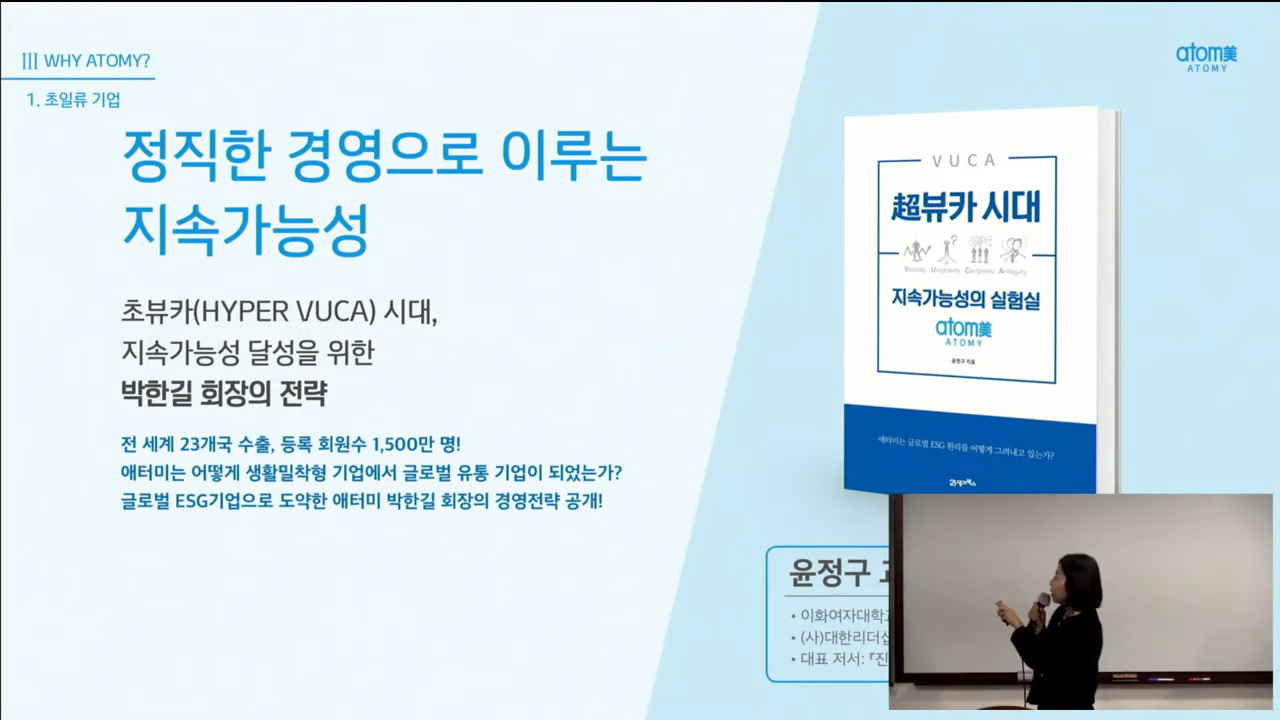 III WHY ATOMY?
1. 초일류 기업
atom美
ATOMY
정직한 경영으로 이루는
지속가능성
초뷰카(HYPER VUCA) 시대,
지속가능성 달성을 위한
박한길 회장의 전략
전 세계 23개국 수출, 등록 회원수 1,500만 명!
애터미는 어떻게 생활밀착형 기업에서 글로벌 유통 기업이 되었는가?
글로벌 ESG기업으로 도약한 애터미 박한길 회장의 경영전략 공개!
VUCA
超뷰카 시대
Volatility Uncertainty Complexity Ambiguity
지속가능성의 실험실
atom美
ATOMY
윤정구 지음
애터미는 글로벌 ESG 원리를 어떻게 그려내고 있는가?
21세기북스
윤정구
• 이화여자대학교
• (사)대한리더십
• 대표 저서: 『진